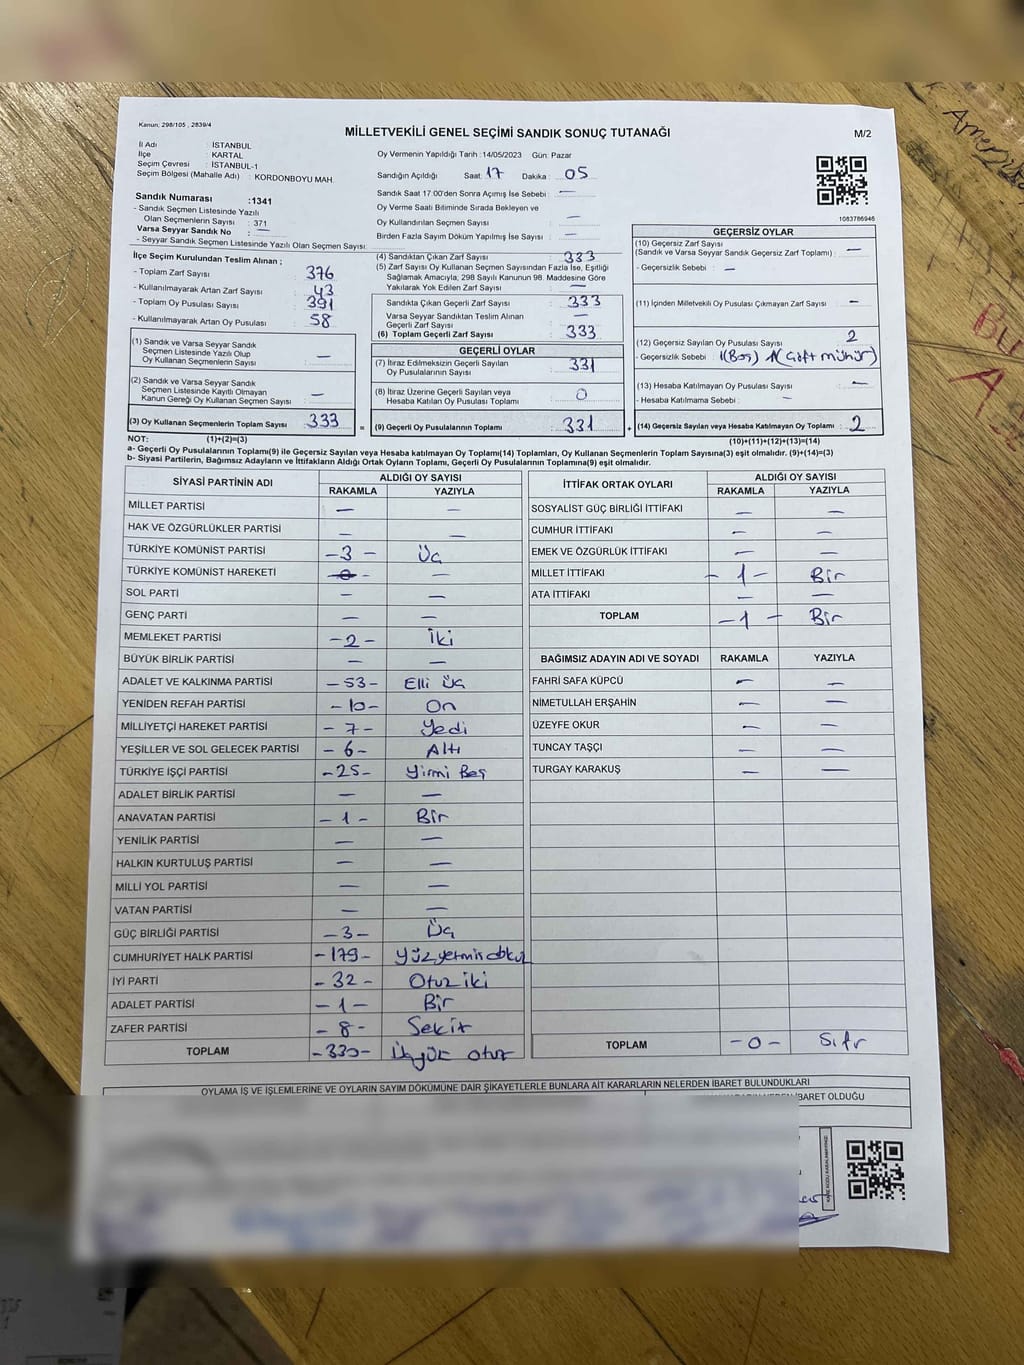 Kanun; 298/105 , 2839/4
MİLLETVEKİLİ GENEL SEÇİMİ SANDIK SONUÇ TUTANAĞI
M/2
İl Adı : İSTANBUL
İlçe : KARTAL
Seçim Çevresi : İSTANBUL-1
Seçim Bölgesi (Mahalle Adı) : KORDONBOYU MAH.
Oy Vermenin Yapıldığı Tarih :14/05/2023 Gün: Pazar
Sandığın Açıldığı Saat: 17 Dakika : 05
Sandık Saat 17:00'den Sonra Açımış İse Sebebi : —
Oy Verme Saati Bitiminde Sırada Bekleyen ve
Oy Kullandırılan Seçmen Sayısı : —
Birden Fazla Sayım Döküm Yapılmış İse Sayısı : —
1083786946
Sandık Numarası :1341
- Sandık Seçmen Listesinde Yazılı
Olan Seçmenlerin Sayısı : 371
Varsa Seyyar Sandık No : —
- Seyyar Sandık Seçmen Listesinde Yazılı Olan Seçmen Sayısı:
İlçe Seçim Kurulundan Teslim Alınan ;
- Toplam Zarf Sayısı : 376
- Kullanılmayarak Artan Zarf Sayısı : 43
- Toplam Oy Pusulası Sayısı : 391
- Kullanılmayarak Artan Oy Pusulası : 58
(1) Sandık ve Varsa Seyyar Sandık
Seçmen Listesinde Yazılı Olup
Oy Kullanan Seçmenlerin Sayısı : —
(2) Sandık ve Varsa Seyyar Sandık
Seçmen Listesinde Kayıtlı Olmayan
Kanun Gereği Oy Kullanan Seçmen Sayısı : —
(3) Oy Kullanan Seçmenlerin Toplam Sayısı : 333
(4) Sandıktan Çıkan Zarf Sayısı : 333
(5) Zarf Sayısı Oy Kullanan Seçmen Sayısından Fazla İse, Eşitliği
Sağlamak Amacıyla, 298 Sayılı Kanunun 98. Maddesine Göre
Yakılarak Yok Edilen Zarf Sayısı : —
Sandıkta Çıkan Geçerli Zarf Sayısı : 333
Varsa Seyyar Sandıktan Teslim Alınan
Geçerli Zarf Sayısı : —
(6) Toplam Geçerli Zarf Sayısı : 333
GEÇERLİ OYLAR
(7) İtiraz Edilmeksizin Geçerli Sayılan
Oy Pusulalarının Sayısı : 331
(8) İtiraz Üzerine Geçerli Sayılan veya
Hesaba Katılan Oy Pusulası Toplamı : 0
= (9) Geçerli Oy Pusulalarının Toplamı : 331
GEÇERSİZ OYLAR
(10) Geçersiz Zarf Sayısı
(Sandık ve Varsa Seyyar Sandık Geçersiz Zarf Toplamı) : —
- Geçersizlik Sebebi : —
(11) İçinden Milletvekili Oy Pusulası Çıkmayan Zarf Sayısı : —
(12) Geçersiz Sayılan Oy Pusulası Sayısı : 2
- Geçersizlik Sebebi : 1(Boş) 1(Çift mühür)
(13) Hesaba Katılmayan Oy Pusulası Sayısı : —
- Hesaba Katılmama Sebebi : —
+ (14) Geçersiz Sayılan veya Hesaba Katılmayan Oy Toplamı : 2
NOT: (1)+(2)=(3)
(10)+(11)+(12)+(13)=(14)
a- Geçerli Oy Pusulalarının Toplamı(9) ile Geçersiz Sayılan veya Hesaba katılmayan Oy Toplamı(14) Toplamları, Oy Kullanan Seçmenlerin Toplam Sayısına(3) eşit olmalıdır. (9)+(14)=(3)
b- Siyasi Partilerin, Bağımsız Adayların ve İttifakların Aldığı Ortak Oyların Toplamı, Geçerli Oy Pusulalarının Toplamına(9) eşit olmalıdır.
SİYASİ PARTİNİN ADI ALDIĞI OY SAYISI
RAKAMLA YAZIYLA
MİLLET PARTİSİ — —
HAK VE ÖZGÜRLÜKLER PARTİSİ — —
TÜRKİYE KOMÜNİST PARTİSİ -3- Üç
TÜRKİYE KOMÜNİST HAREKETİ -0- —
SOL PARTİ — —
GENÇ PARTİ — —
MEMLEKET PARTİSİ -2- İki
BÜYÜK BİRLİK PARTİSİ — —
ADALET VE KALKINMA PARTİSİ -53- Elli Üç
YENİDEN REFAH PARTİSİ -10- On
MİLLİYETÇİ HAREKET PARTİSİ -7- Yedi
YEŞİLLER VE SOL GELECEK PARTİSİ -6- Altı
TÜRKİYE İŞÇİ PARTİSİ -25- Yirmi Beş
ADALET BİRLİK PARTİSİ — —
ANAVATAN PARTİSİ -1- Bir
YENİLİK PARTİSİ — —
HALKIN KURTULUŞ PARTİSİ — —
MİLLİ YOL PARTİSİ — —
VATAN PARTİSİ — —
GÜÇ BİRLİĞİ PARTİSİ -3- Üç
CUMHURİYET HALK PARTİSİ -179- Yüzyetmişdokuz
İYİ PARTİ -32- Otuz iki
ADALET PARTİSİ -1- Bir
ZAFER PARTİSİ -8- Sekiz
TOPLAM -330- Üçyüz otuz
İTTİFAK ORTAK OYLARI ALDIĞI OY SAYISI
RAKAMLA YAZIYLA
SOSYALİST GÜÇ BİRLİĞİ İTTİFAKI — —
CUMHUR İTTİFAKI — —
EMEK VE ÖZGÜRLÜK İTTİFAKI — —
MİLLET İTTİFAKI -1- Bir
ATA İTTİFAKI — —
TOPLAM -1- Bir
BAĞIMSIZ ADAYIN ADI VE SOYADI RAKAMLA YAZIYLA
FAHRİ SAFA KÜPCÜ — —
NİMETULLAH ERŞAHİN — —
ÜZEYFE OKUR — —
TUNCAY TAŞÇI — —
TURGAY KARAKUŞ — —
TOPLAM -0- Sıfır
OYLAMA İŞ VE İŞLEMLERİNE VE OYLARIN SAYIM DÖKÜMÜNE DAİR ŞİKAYETLERLE BUNLARA AİT KARARLARIN NELERDEN İBARET BULUNDUKLARI
İBARET OLDUĞU